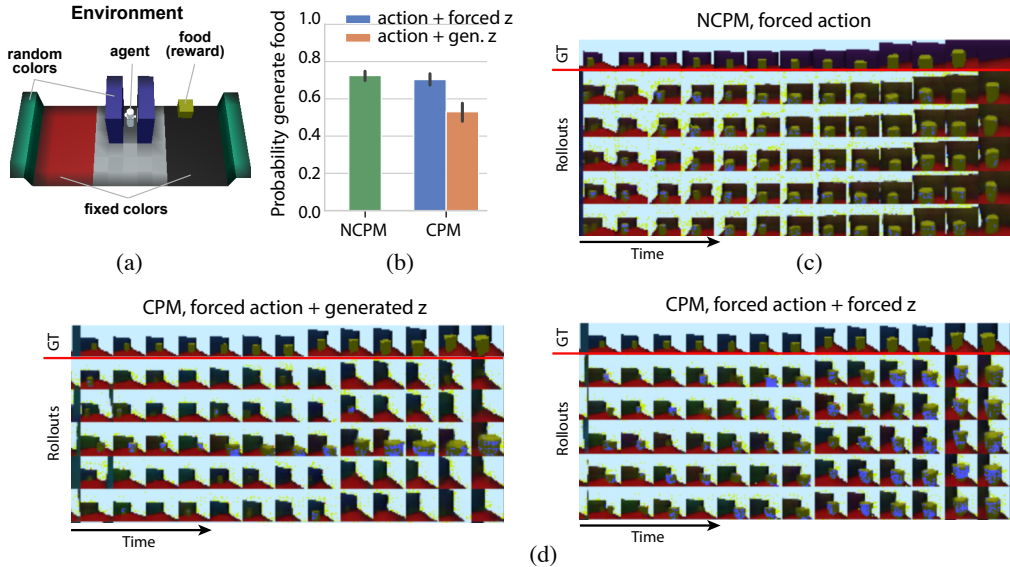 Environment
random
colors
agent
food
(reward)
fixed colors
(a)
Probability generate food
1.0
0.8
0.6
0.4
0.2
0.0
action + forced z
action + gen. z
NCPM
CPM
(b)
NCPM, forced action
GT
Rollouts
Time
(c)
CPM, forced action + generated z
GT
Rollouts
Time
CPM, forced action + forced z
GT
Rollouts
Time
(d)